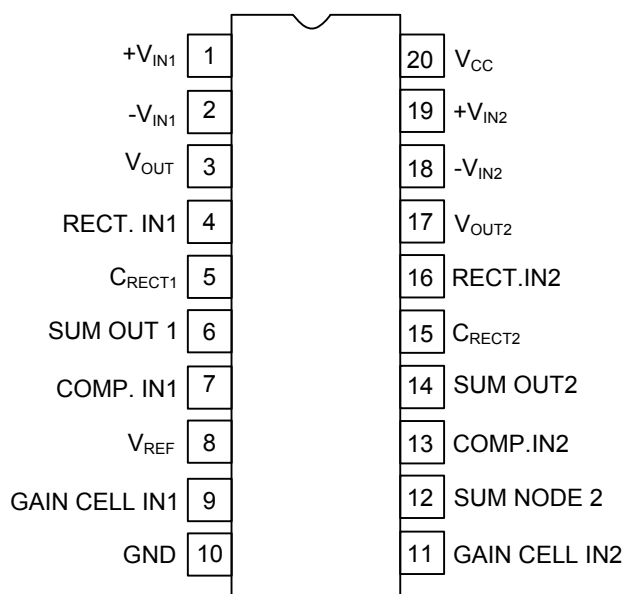 +VIN1 1 20 VCC
-VIN1 2 19 +VIN2
VOUT 3 18 -VIN2
RECT. IN1 4 17 VOUT2
CRECT1 5 16 RECT.IN2
SUM OUT 1 6 15 CRECT2
COMP. IN1 7 14 SUM OUT2
VREF 8 13 COMP.IN2
GAIN CELL IN1 9 12 SUM NODE 2
GND 10 11 GAIN CELL IN2